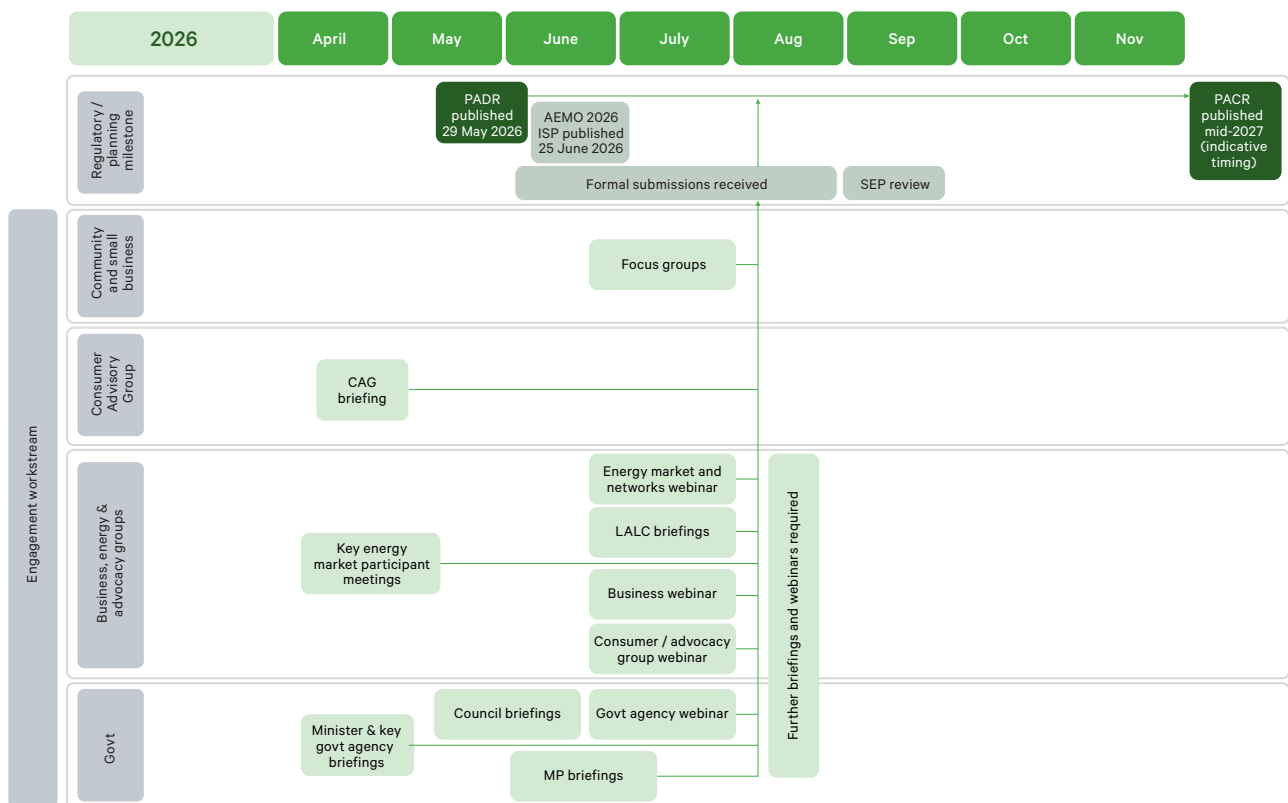 2026
April
May
June
July
Aug
Sep
Oct
Nov
Regulatory /
planning
milestone
PADR
published
29 May 2026
AEMO 2026
ISP published
25 June 2026
PACR
published
mid-2027
(indicative
timing)
Formal submissions received
SEP review
Engagement workstream
Community
and small
business
Focus groups
Consumer
Advisory
Group
CAG
briefing
Business, energy &
advocacy groups
Energy market and
networks webinar
LALC briefings
Key energy
market participant
meetings
Business webinar
Consumer / advocacy
group webinar
Further briefings and webinars required
Govt
Council briefings
Govt agency webinar
Minister & key
govt agency
briefings
MP briefings